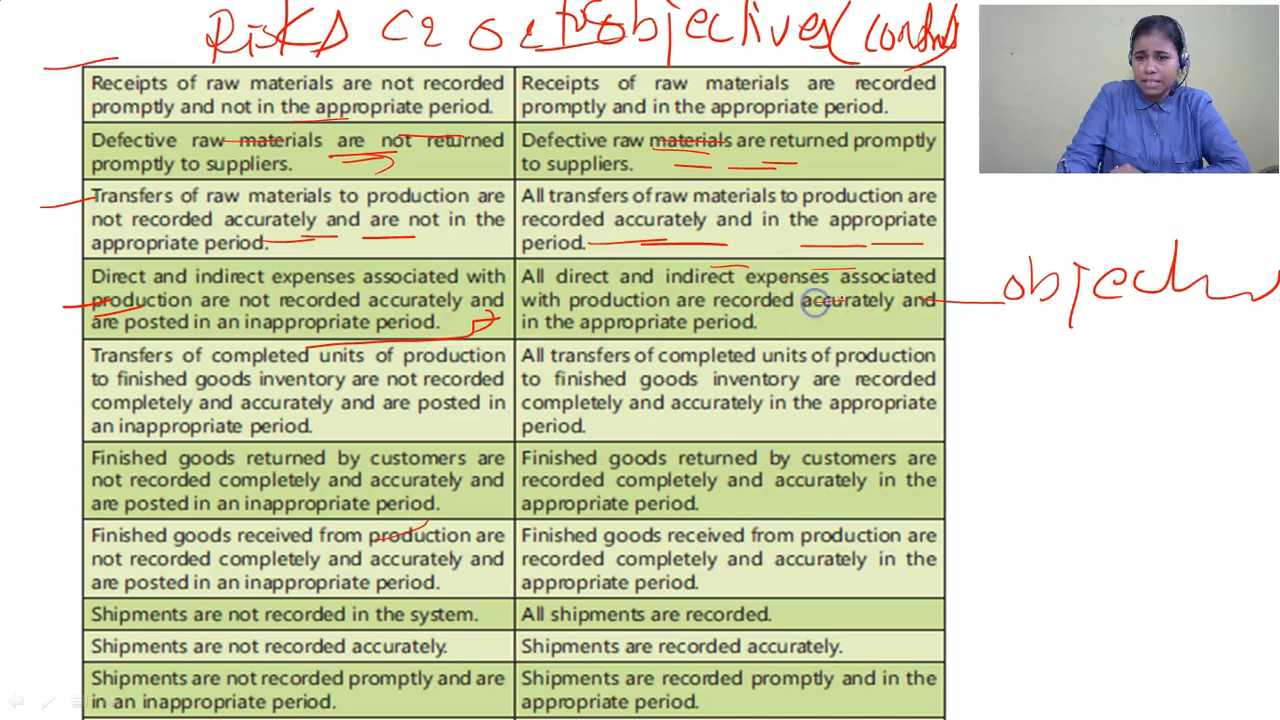 Risks objectives (controls)
Receipts of raw materials are not recorded
promptly and not in the appropriate period.
Receipts of raw materials are recorded
promptly and in the appropriate period.
Defective raw materials are not returned
promptly to suppliers.
Defective raw materials are returned promptly
to suppliers.
Transfers of raw materials to production are
not recorded accurately and are not in the
appropriate period.
All transfers of raw materials to production are
recorded accurately and in the appropriate
period.
Direct and indirect expenses associated with
production are not recorded accurately and
are posted in an inappropriate period.
All direct and indirect expenses associated
with production are recorded accurately and
in the appropriate period.
Transfers of completed units of production
to finished goods inventory are not recorded
completely and accurately and are posted in
an inappropriate period.
All transfers of completed units of production
to finished goods inventory are recorded
completely and accurately in the appropriate
period.
Finished goods returned by customers are
not recorded completely and accurately and
are posted in an inappropriate period.
Finished goods returned by customers are
recorded completely and accurately in the
appropriate period.
Finished goods received from production are
not recorded completely and accurately and
are posted in an inappropriate period.
Finished goods received from production are
recorded completely and accurately in the
appropriate period.
Shipments are not recorded in the system.
All shipments are recorded.
Shipments are not recorded accurately.
Shipments are recorded accurately.
Shipments are not recorded promptly and are
in an inappropriate period.
Shipments are recorded promptly and in the
appropriate period.